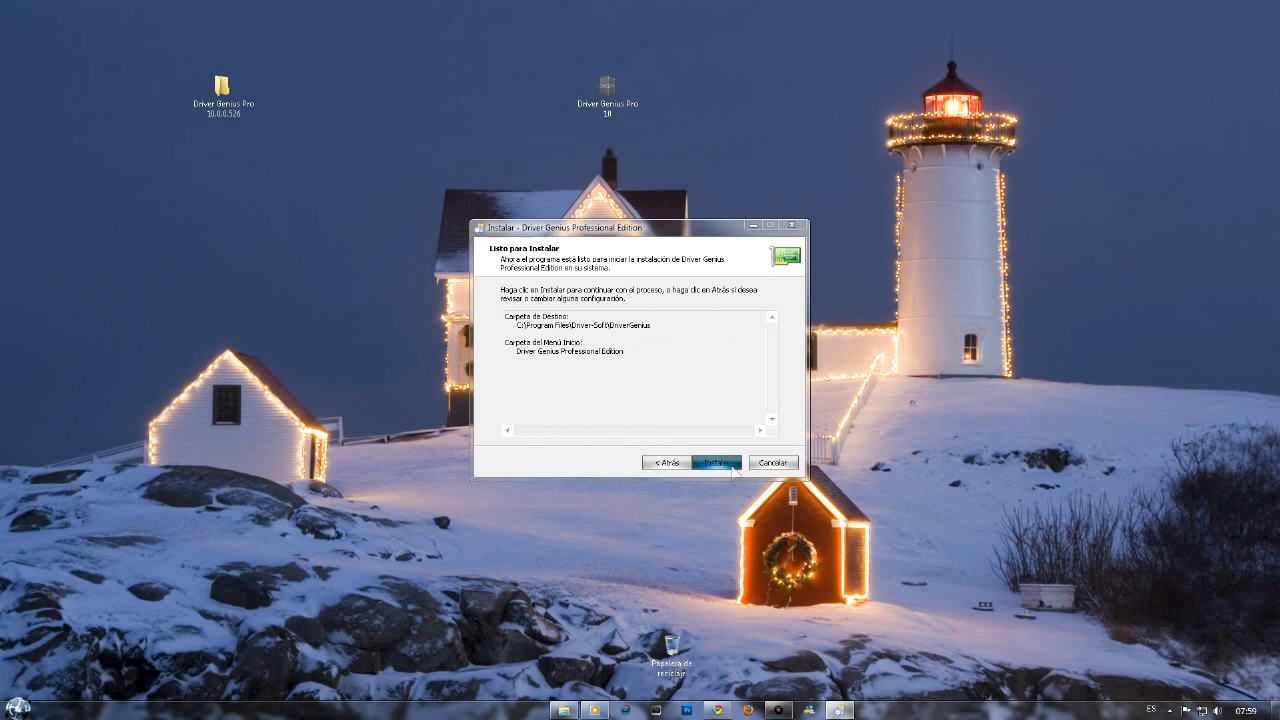 Driver Genius Pro
10.0.0.526
Driver Genius Pro
10
Instalar - Driver Genius Professional Edition
Listo para Instalar
Ahora el programa está listo para iniciar la instalación de Driver Genius
Professional Edition en su sistema.
Haga clic en Instalar para continuar con el proceso, o haga clic en Atrás si desea
revisar o cambiar alguna configuración.
Carpeta de Destino:
C:\Program Files\Driver-Soft\DriverGenius
Carpeta del Menú Inicio:
Driver Genius Professional Edition
< Atrás
Instalar
Cancelar
Papelera de
reciclaje
ES
07:59